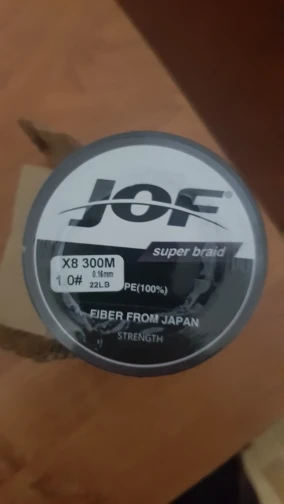 JOF®
super braid
X8 300M
1.0# 0.16mm
22LB
PE(100%)
FIBER FROM JAPAN
STRENGTH